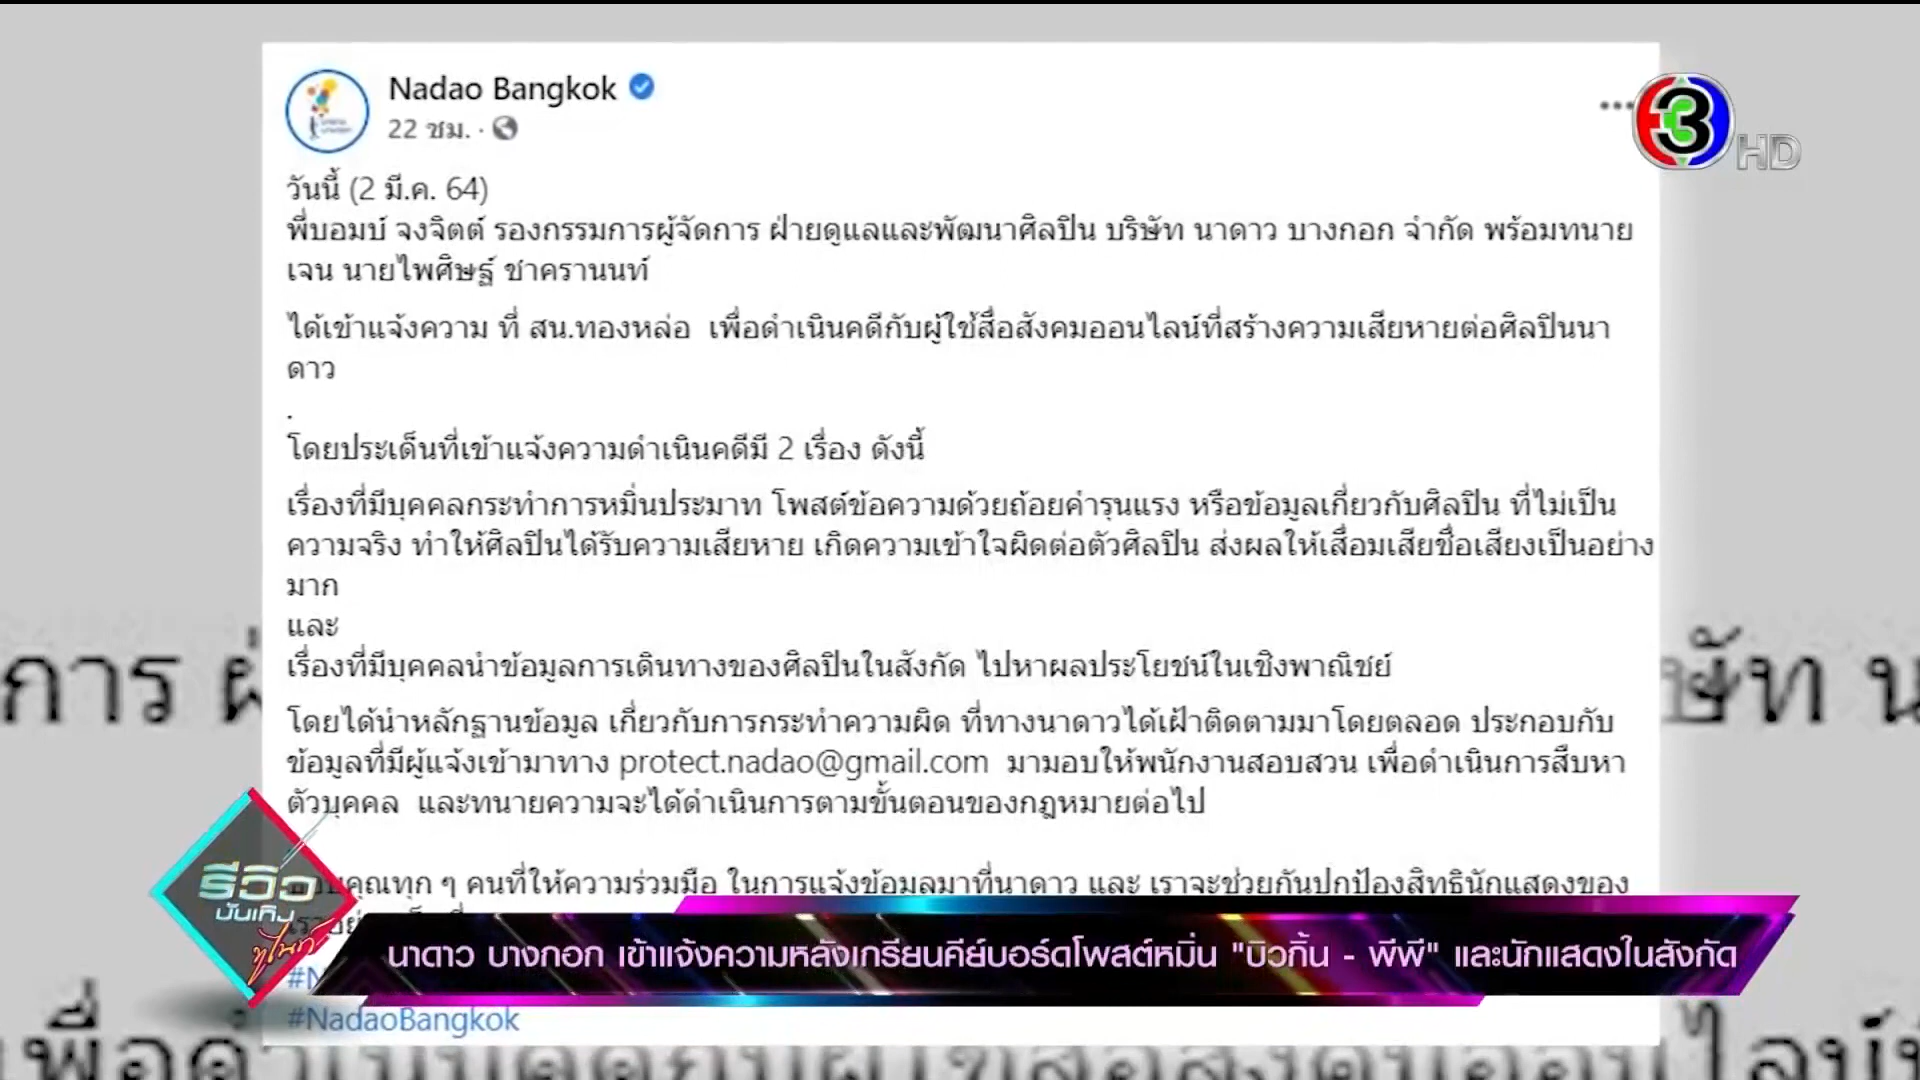 Nadao Bangkok
22 ชม. ·
3 HD
วันนี้ (2 มี.ค. 64)
พี่บอมบ์ จงจิตต์ รองกรรมการผู้จัดการ ฝ่ายดูแลและพัฒนาศิลปิน บริษัท นาดาว บางกอก จำกัด พร้อมทนาย
เจน นายไพศิษฐ์ ชาครานนท์
ได้เข้าแจ้งความ ที่ สน.ทองหล่อ เพื่อดำเนินคดีกับผู้ใช้สื่อสังคมออนไลน์ที่สร้างความเสียหายต่อศิลปินนา
ดาว
.
โดยประเด็นที่เข้าแจ้งความดำเนินคดีมี 2 เรื่อง ดังนี้
เรื่องที่มีบุคคลกระทำการหมิ่นประมาท โพสต์ข้อความด้วยถ้อยคำรุนแรง หรือข้อมูลเกี่ยวกับศิลปิน ที่ไม่เป็น
ความจริง ทำให้ศิลปินได้รับความเสียหาย เกิดความเข้าใจผิดต่อตัวศิลปิน ส่งผลให้เสื่อมเสียชื่อเสียงเป็นอย่าง
มาก
และ
เรื่องที่มีบุคคลนำข้อมูลการเดินทางของศิลปินในสังกัด ไปหาผลประโยชน์ในเชิงพาณิชย์
โดยได้นำหลักฐานข้อมูล เกี่ยวกับการกระทำความผิด ที่ทางนาดาวได้เฝ้าติดตามมาโดยตลอด ประกอบกับ
ข้อมูลที่มีผู้แจ้งเข้ามาทาง protect.nadao@gmail.com มามอบให้พนักงานสอบสวน เพื่อดำเนินการสืบหา
ตัวบุคคล และทนายความจะได้ดำเนินการตามขั้นตอนของกฎหมายต่อไป
คุณทุก ๆ คนที่ให้ความร่วมมือ ในการแจ้งข้อมูลมาที่นาดาว และ เราจะช่วยกันปกป้องสิทธินักแสดงของ
รีวิว
บันเทิง
ทูไนท์
นาดาว บางกอก เข้าแจ้งความหลังเกรียนคีย์บอร์ดโพสต์หมิ่น "บิวกิ้น - พีพี" และนักแสดงในสังกัด
#NadaoBangkok